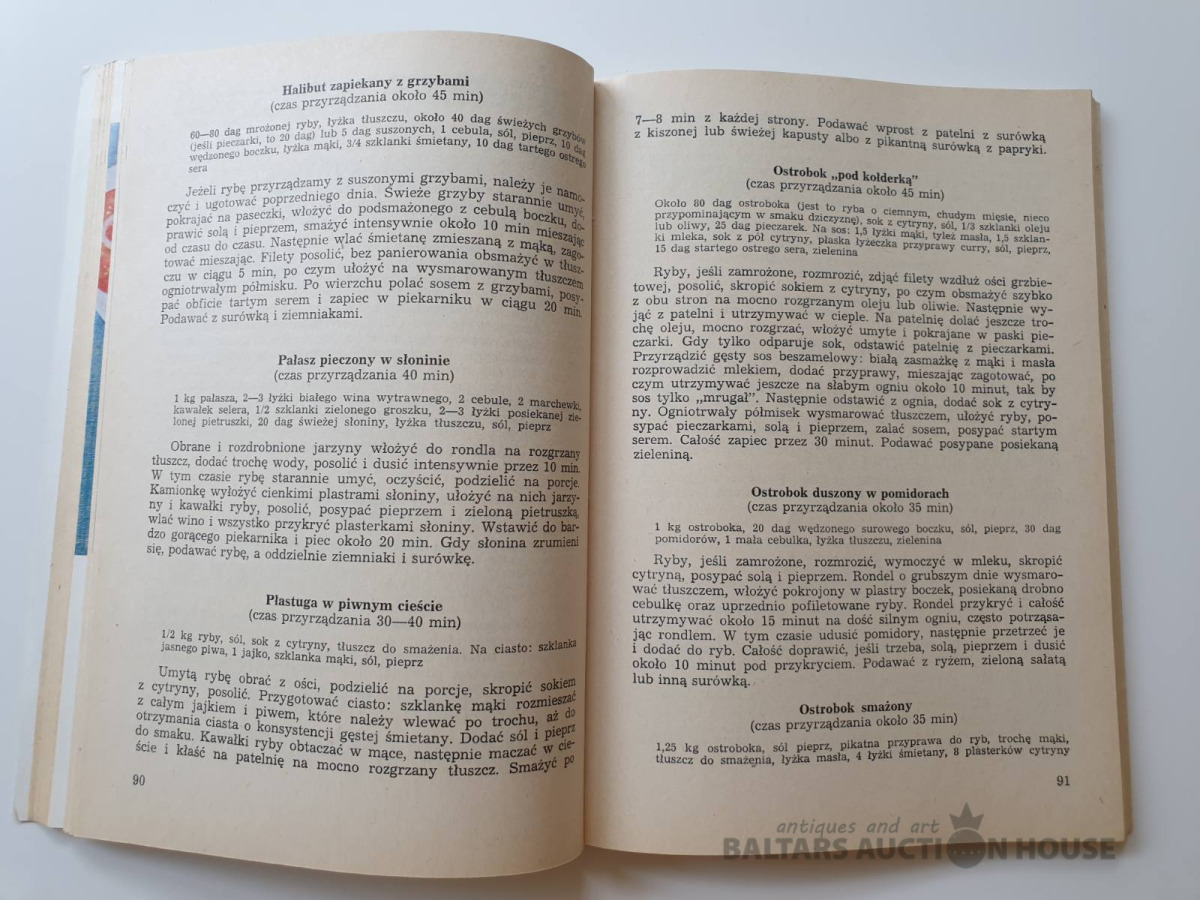 Halibut zapiekany z grzybami
(czas przyrządzania około 45 min)
60—80 dag mrożonej ryby, łyżka tłuszczu, około 40 dag świeżych grzybów
(jeśli pieczarki, to 20 dag) lub 5 dag suszonych, 1 cebula, sól, pieprz, 10 dag
wędzonego boczku, łyżka mąki, 3/4 szklanki śmietany, 10 dag tartego ostrego
sera
Jeżeli rybę przyrządzamy z suszonymi grzybami, należy je namo-
czyć i ugotować poprzedniego dnia. Świeże grzyby starannie umyć,
pokrajać na paseczki, włożyć do podsmażonego z cebulą boczku, do-
prawić solą i pieprzem, smażyć intensywnie około 10 min mieszając
od czasu do czasu. Następnie wlać śmietanę zmieszaną z mąką, zago-
tować mieszając. Filety posolić, bez panierowania obsmażyć w tłusz-
czu w ciągu 5 min, po czym ułożyć na wysmarowanym tłuszczem
ogniotrwałym półmisku. Po wierzchu polać sosem z grzybami, posy-
pać obficie tartym serem i zapiec w piekarniku w ciągu 20 min.
Podawać z surówką i ziemniakami.
Pałasz pieczony w słoninie
(czas przyrządzania 40 min)
1 kg pałasza, 2—3 łyżki białego wina wytrawnego, 2 cebule, 2 marchewki,
kawałek selera, 1/2 szklanki zielonego groszku, 2—3 łyżki posiekanej zie-
lonej pietruszki, 20 dag świeżej słoniny, łyżka tłuszczu, sól, pieprz
Obrane i rozdrobnione jarzyny włożyć do rondla na rozgrzany
tłuszcz, dodać trochę wody, posolić i dusić intensywnie przez 10 min.
W tym czasie rybę starannie umyć, oczyścić, podzielić na porcje.
Kamionkę wyłożyć cienkimi plastrami słoniny, ułożyć na nich jarzy-
ny i kawałki ryby, posolić, posypać pieprzem i zieloną pietruszką,
wlać wino i wszystko przykryć plasterkami słoniny. Wstawić do bar-
dzo gorącego piekarnika i piec około 20 min. Gdy słonina zrumieni
się, podawać rybę, a oddzielnie ziemniaki i surówkę.
Płastuga w piwnym cieście
(czas przyrządzania 30—40 min)
1/2 kg ryby, sól, sok z cytryny, tłuszcz do smażenia. Na ciasto: szklanka
jasnego piwa, 1 jajko, szklanka mąki, sól, pieprz
Umytą rybę obrać z ości, podzielić na porcje, skropić sokiem
z cytryny, posolić. Przygotować ciasto: szklankę mąki rozmieszać
z całym jajkiem i piwem, które należy wlewać po trochu, aż do
otrzymania ciasta o konsystencji gęstej śmietany. Dodać sól i pieprz
do smaku. Kawałki ryby obtaczać w mące, następnie maczać w cie-
ście i kłaść na patelnię na mocno rozgrzany tłuszcz. Smażyć po
90
7—8 min z każdej strony. Podawać wprost z patelni z surówką
z kiszonej lub świeżej kapusty albo z pikantną surówką z papryki.
Ostrobok „pod kołderką”
(czas przyrządzania około 45 min)
Około 80 dag ostroboka (jest to ryba o ciemnym, chudym mięsie, nieco
przypominającym w smaku dziczyznę), sok z cytryny, sól, 1/3 szklanki oleju
lub oliwy, 25 dag pieczarek. Na sos: 1,5 łyżki mąki, tyleż masła, 1,5 szklan-
ki mleka, sok z pół cytryny, płaska łyżeczka przyprawy curry, sól, pieprz,
15 dag startego ostrego sera, zielenina
Ryby, jeśli zamrożone, rozmrozić, zdjąć filety wzdłuż ości grzbie-
towej, posolić, skropić sokiem z cytryny, po czym obsmażyć szybko
z obu stron na mocno rozgrzanym oleju lub oliwie. Następnie wy-
jąć z patelni i utrzymywać w cieple. Na patelnię dolać jeszcze tro-
chę oleju, mocno rozgrzać, włożyć umyte i pokrajane w paski pie-
czarki. Gdy tylko odparuje sok, odstawić patelnię z pieczarkami.
Przyrządzić gęsty sos beszamelowy: białą zasmażkę z mąki i masła
rozprowadzić mlekiem, dodać przyprawy, mieszając zagotować, po
czym utrzymywać jeszcze na słabym ogniu około 10 minut, tak by
sos tylko „mrugał”. Następnie odstawić z ognia, dodać sok z cytry-
ny. Ogniotrwały półmisek wysmarować tłuszczem, ułożyć ryby, po-
sypać pieczarkami, solą i pieprzem, zalać sosem, posypać startym
serem. Całość zapiec przez 30 minut. Podawać posypane posiekaną
zieleniną.
Ostrobok duszony w pomidorach
(czas przyrządzania około 35 min)
1 kg ostroboka, 20 dag wędzonego surowego boczku, sól, pieprz, 30 dag
pomidorów, 1 mała cebulka, łyżka tłuszczu, zielenina
Ryby, jeśli zamrożone, rozmrozić, wymoczyć w mleku, skropić
cytryną, posypać solą i pieprzem. Rondel o grubszym dnie wysmaro-
wać tłuszczem, włożyć pokrojony w plastry boczek, posiekaną drobno
cebulkę oraz uprzednio pofiletowane ryby. Rondel przykryć i całość
utrzymywać około 15 minut na dość silnym ogniu, często potrząsa-
jąc rondlem. W tym czasie udusić pomidory, następnie przetrzeć je
i dodać do ryb. Całość doprawić, jeśli trzeba, solą, pieprzem i dusić
około 10 minut pod przykryciem. Podawać z ryżem, zieloną sałatą
lub inną surówką.
Ostrobok smażony
(czas przyrządzania około 35 min)
1,25 kg ostroboka, sól pieprz, pikatna przyprawa do ryb, trochę mąki,
tłuszcz do smażenia, łyżka masła, 4 łyżki śmietany, 8 plasterków cytryny
91
antiques and art
BALTARS AUCTION HOUSE